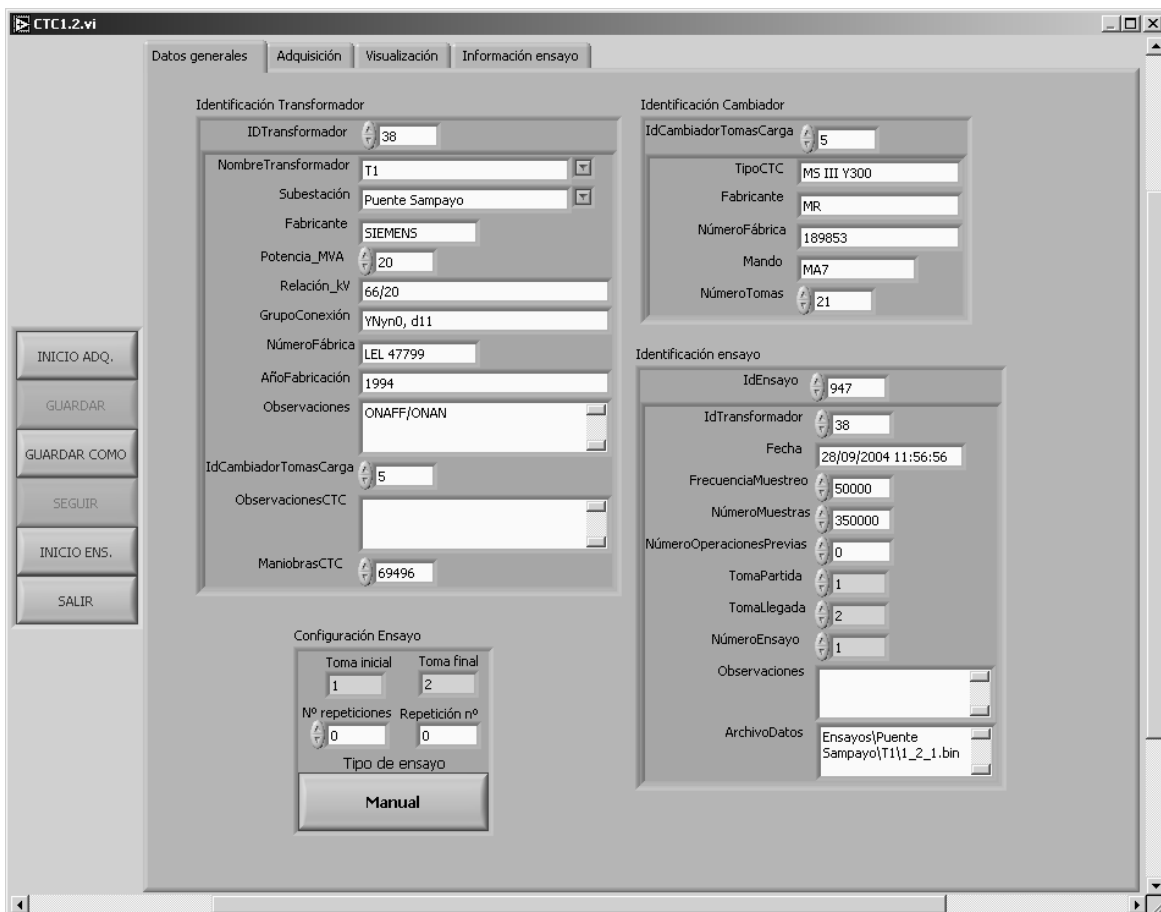 CTC1.2.vi
Datos generales
Adquisición
Visualización
Información ensayo
INICIO ADQ.
GUARDAR
GUARDAR COMO
SEGUIR
INICIO ENS.
SALIR
Identificación Transformador
IDTransformador 38
NombreTransformador T1
Subestación Puente Sampayo
Fabricante SIEMENS
Potencia_MVA 20
Relación_kV 66/20
GrupoConexión YNyn0, d11
NúmeroFábrica LEL 47799
AñoFabricación 1994
Observaciones ONAFF/ONAN
IdCambiadorTomasCarga 5
ObservacionesCTC
ManiobrasCTC 69496
Configuración Ensayo
Toma inicial Toma final
1 2
Nº repeticiones Repetición nº
0 0
Tipo de ensayo
Manual
Identificación Cambiador
IdCambiadorTomasCarga 5
TipoCTC MS III Y300
Fabricante MR
NúmeroFábrica 189853
Mando MA7
NúmeroTomas 21
Identificación ensayo
IdEnsayo 947
IdTransformador 38
Fecha 28/09/2004 11:56:56
FrecuenciaMuestreo 50000
NúmeroMuestras 350000
NúmeroOperacionesPrevias 0
TomaPartida 1
TomaLlegada 2
NúmeroEnsayo 1
Observaciones
ArchivoDatos Ensayos\Puente
Sampayo\T1\1_2_1.bin